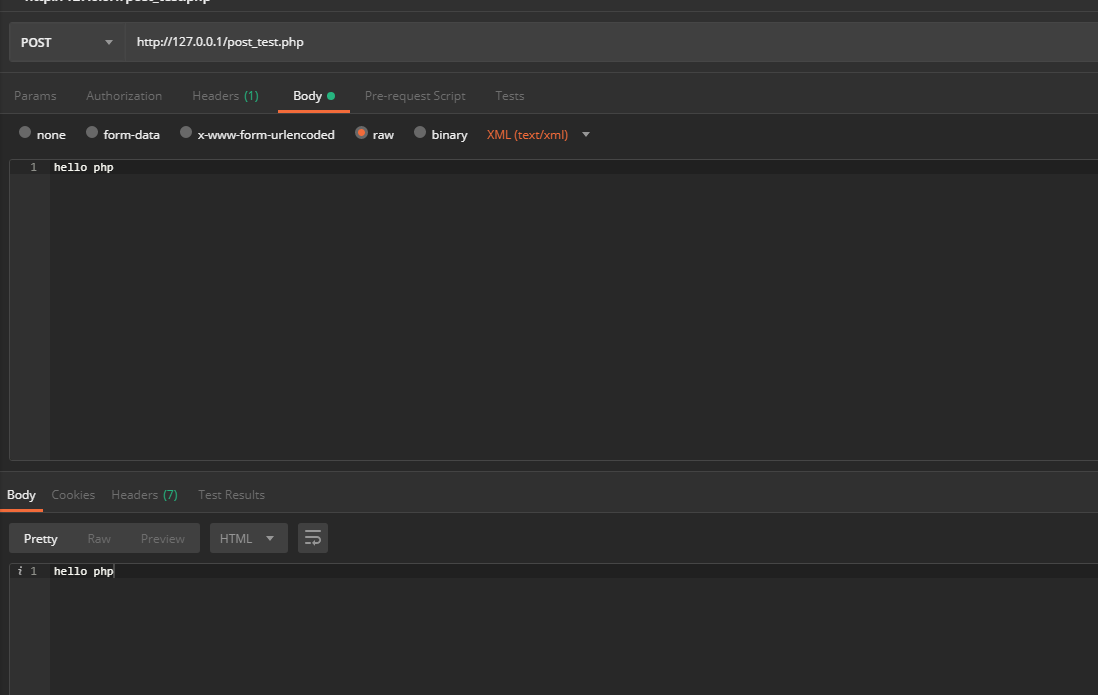 POST http://127.0.0.1/post_test.php
Params Authorization Headers (1) Body Pre-request Script Tests
none form-data x-www-form-urlencoded raw binary XML (text/xml)
1 hello php
Body Cookies Headers (7) Test Results
Pretty Raw Preview HTML
i 1 hello php